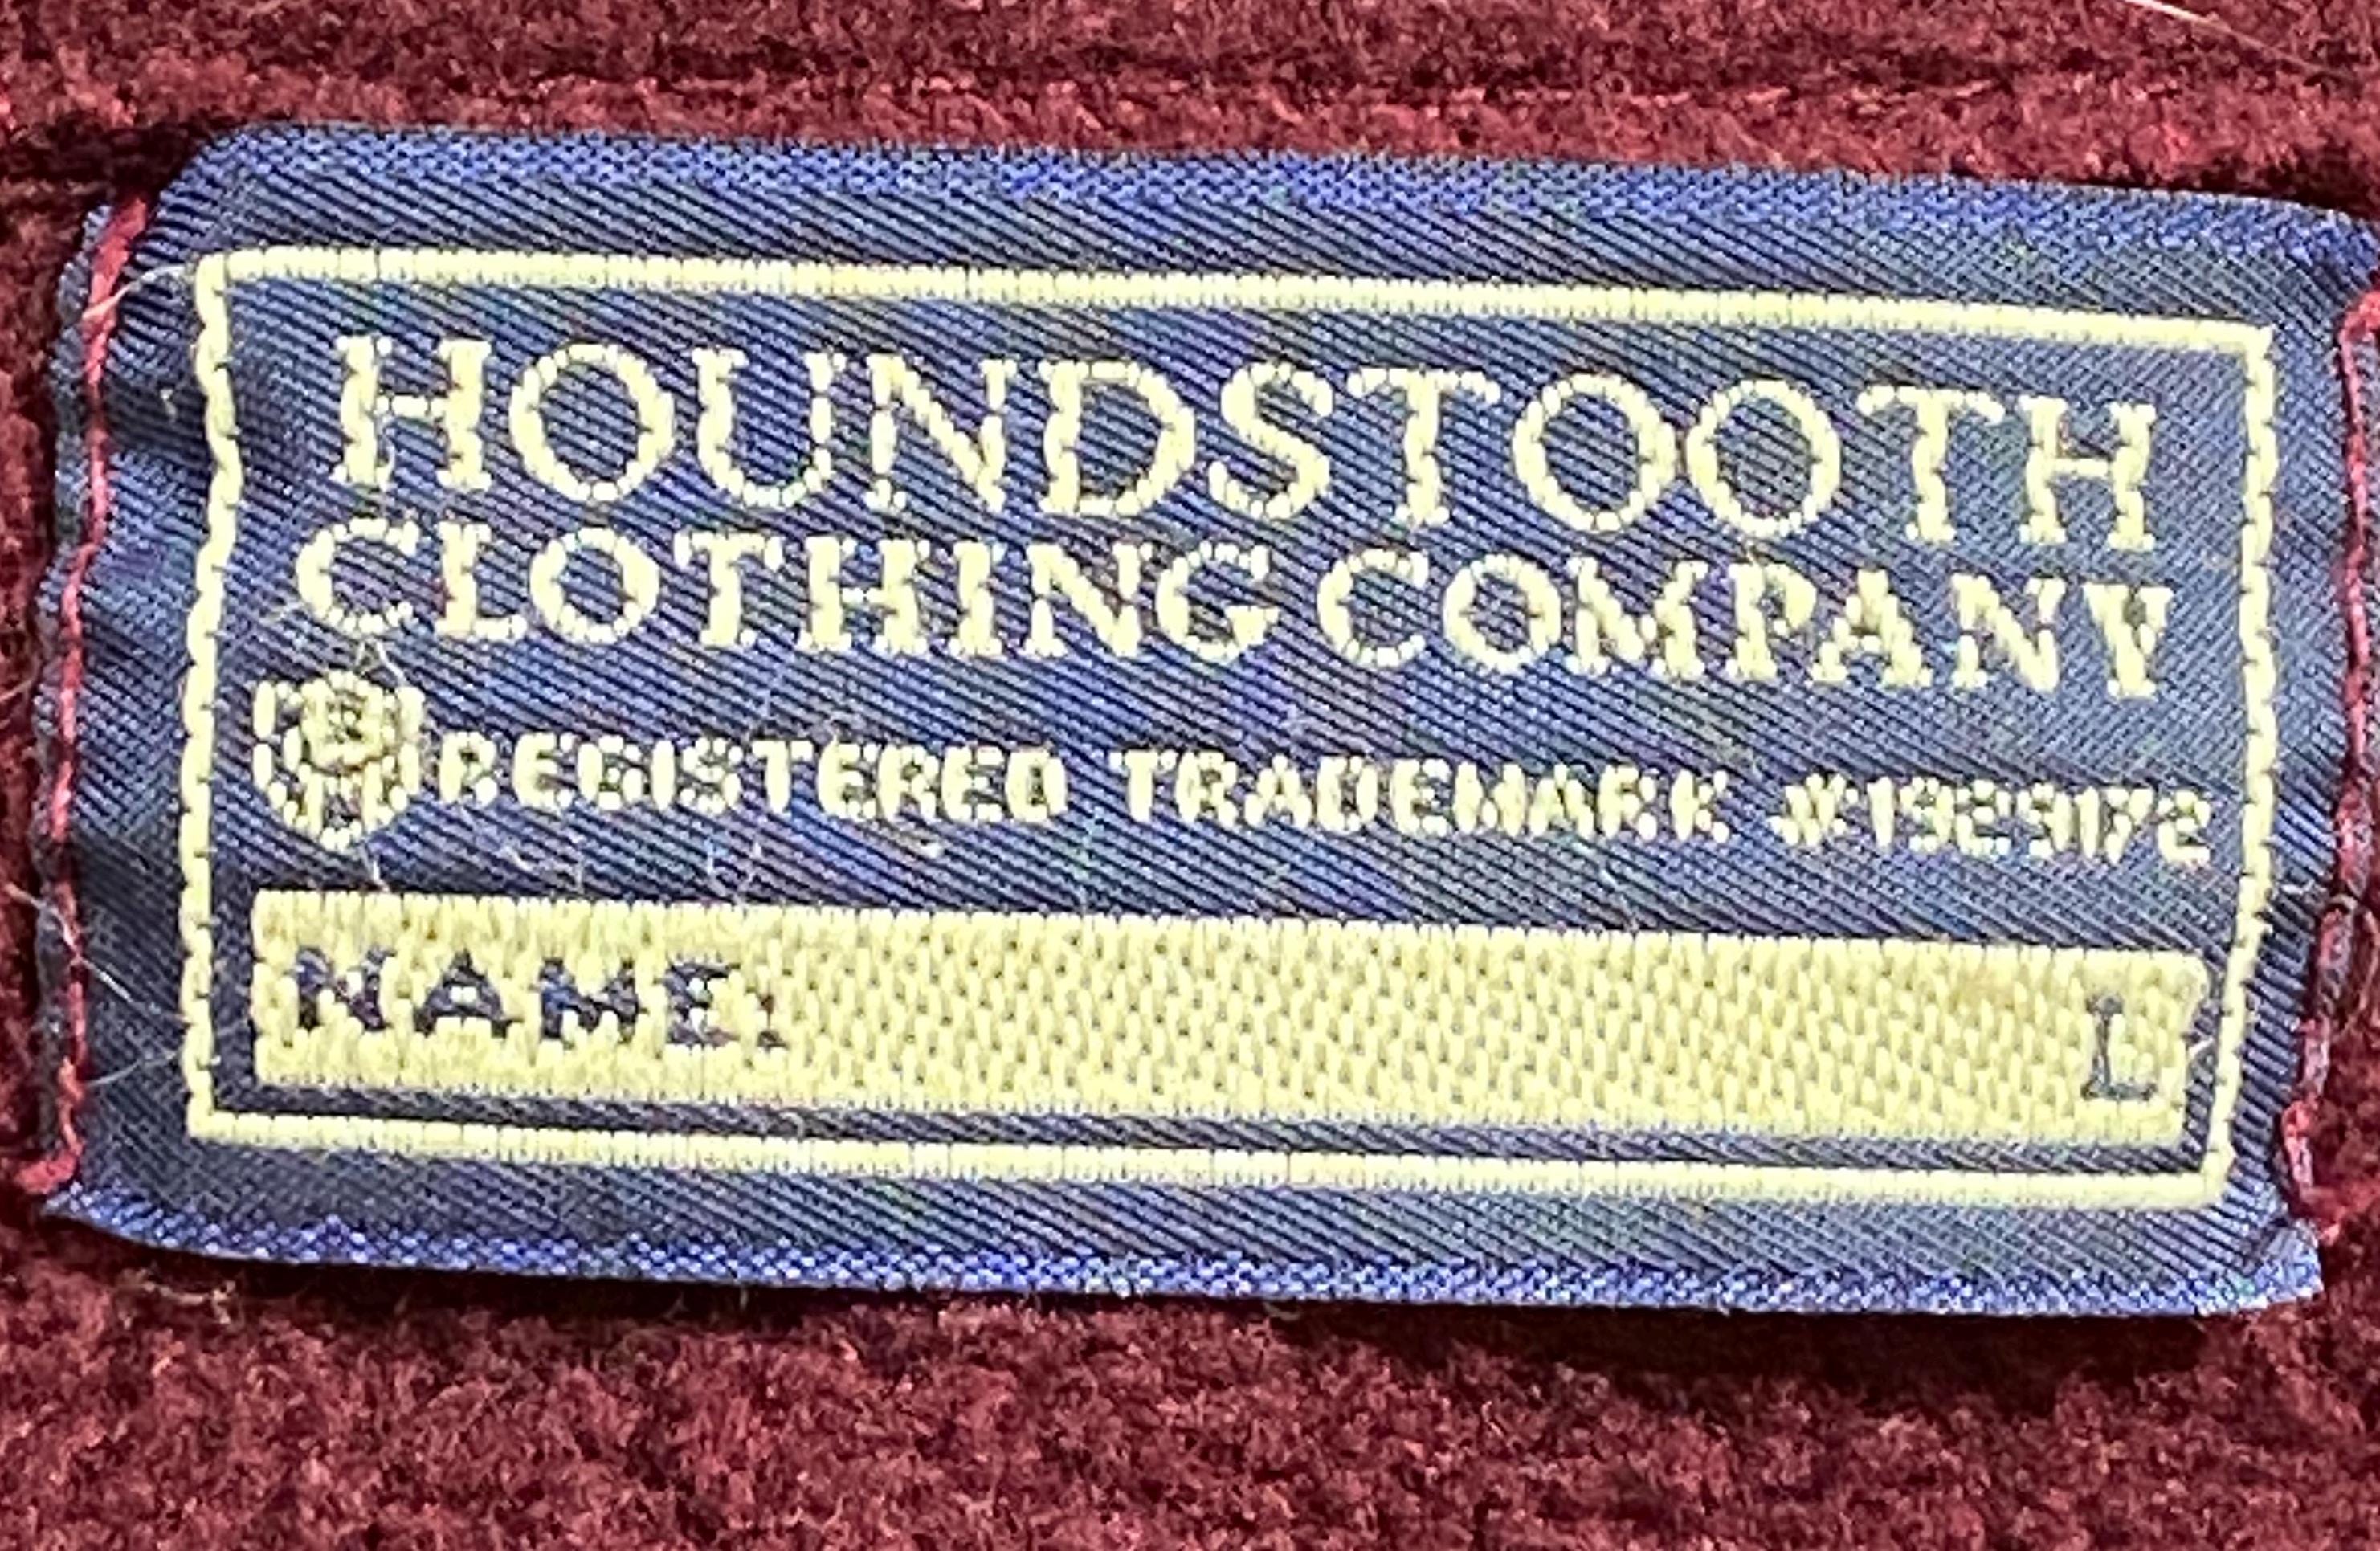 HOUNDSTOOTH
CLOTHING COMPANY
REGISTERED TRADEMARK #1929172
NAME: L